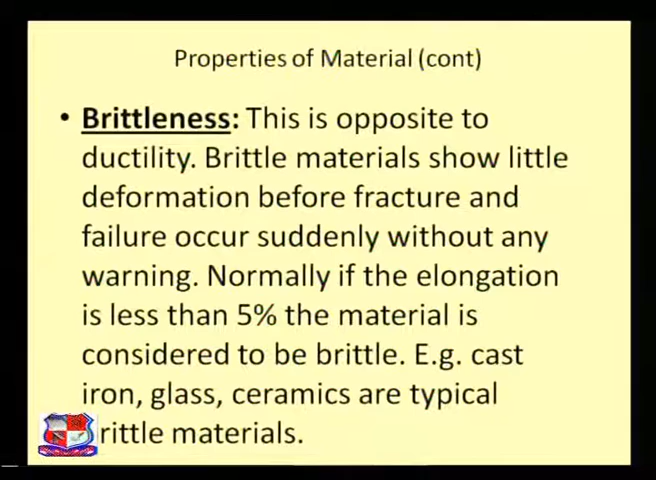 Properties of Material (cont)
• Brittleness: This is opposite to
ductility. Brittle materials show little
deformation before fracture and
failure occur suddenly without any
warning. Normally if the elongation
is less than 5% the material is
considered to be brittle. E.g. cast
iron, glass, ceramics are typical
rittle materials.